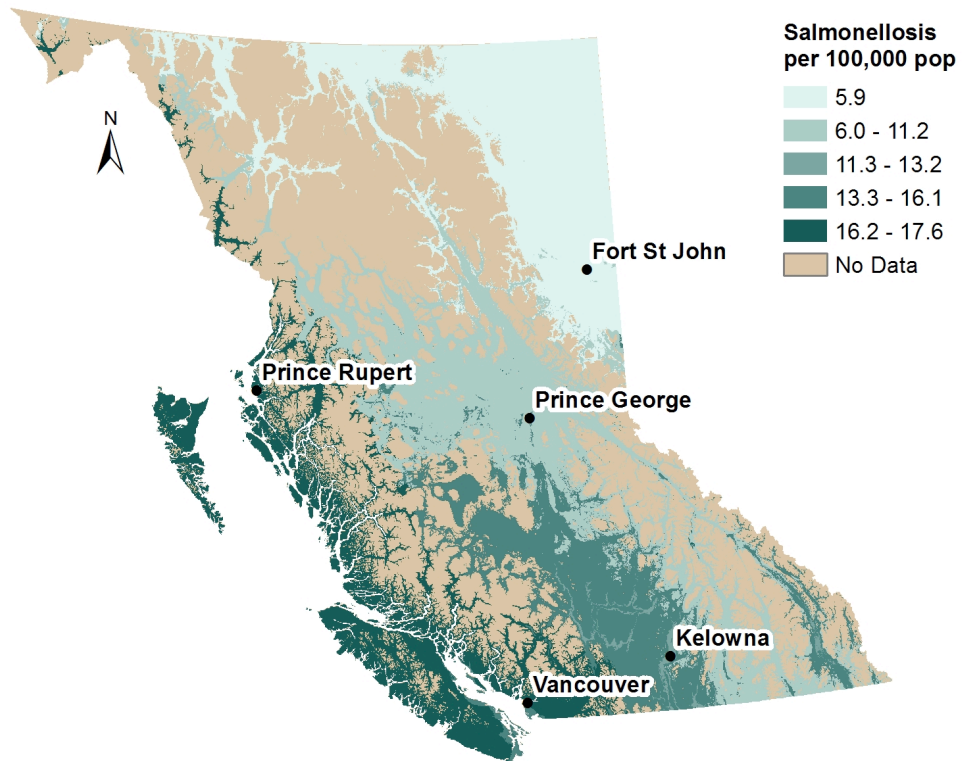 Salmonellosis
per 100,000 pop
5.9
6.0 - 11.2
11.3 - 13.2
13.3 - 16.1
16.2 - 17.6
No Data
N
Fort St John
Prince Rupert
Prince George
Kelowna
Vancouver